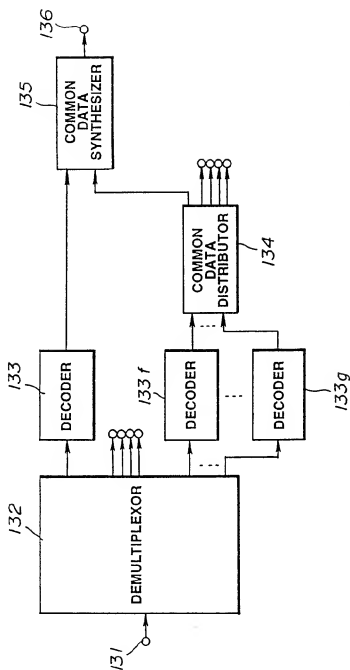 131
132
DEMULTIPLEXOR
133
DECODER
133f
DECODER
133g
DECODER
134
COMMON
DATA
DISTRIBUTOR
135
COMMON
DATA
SYNTHESIZER
136